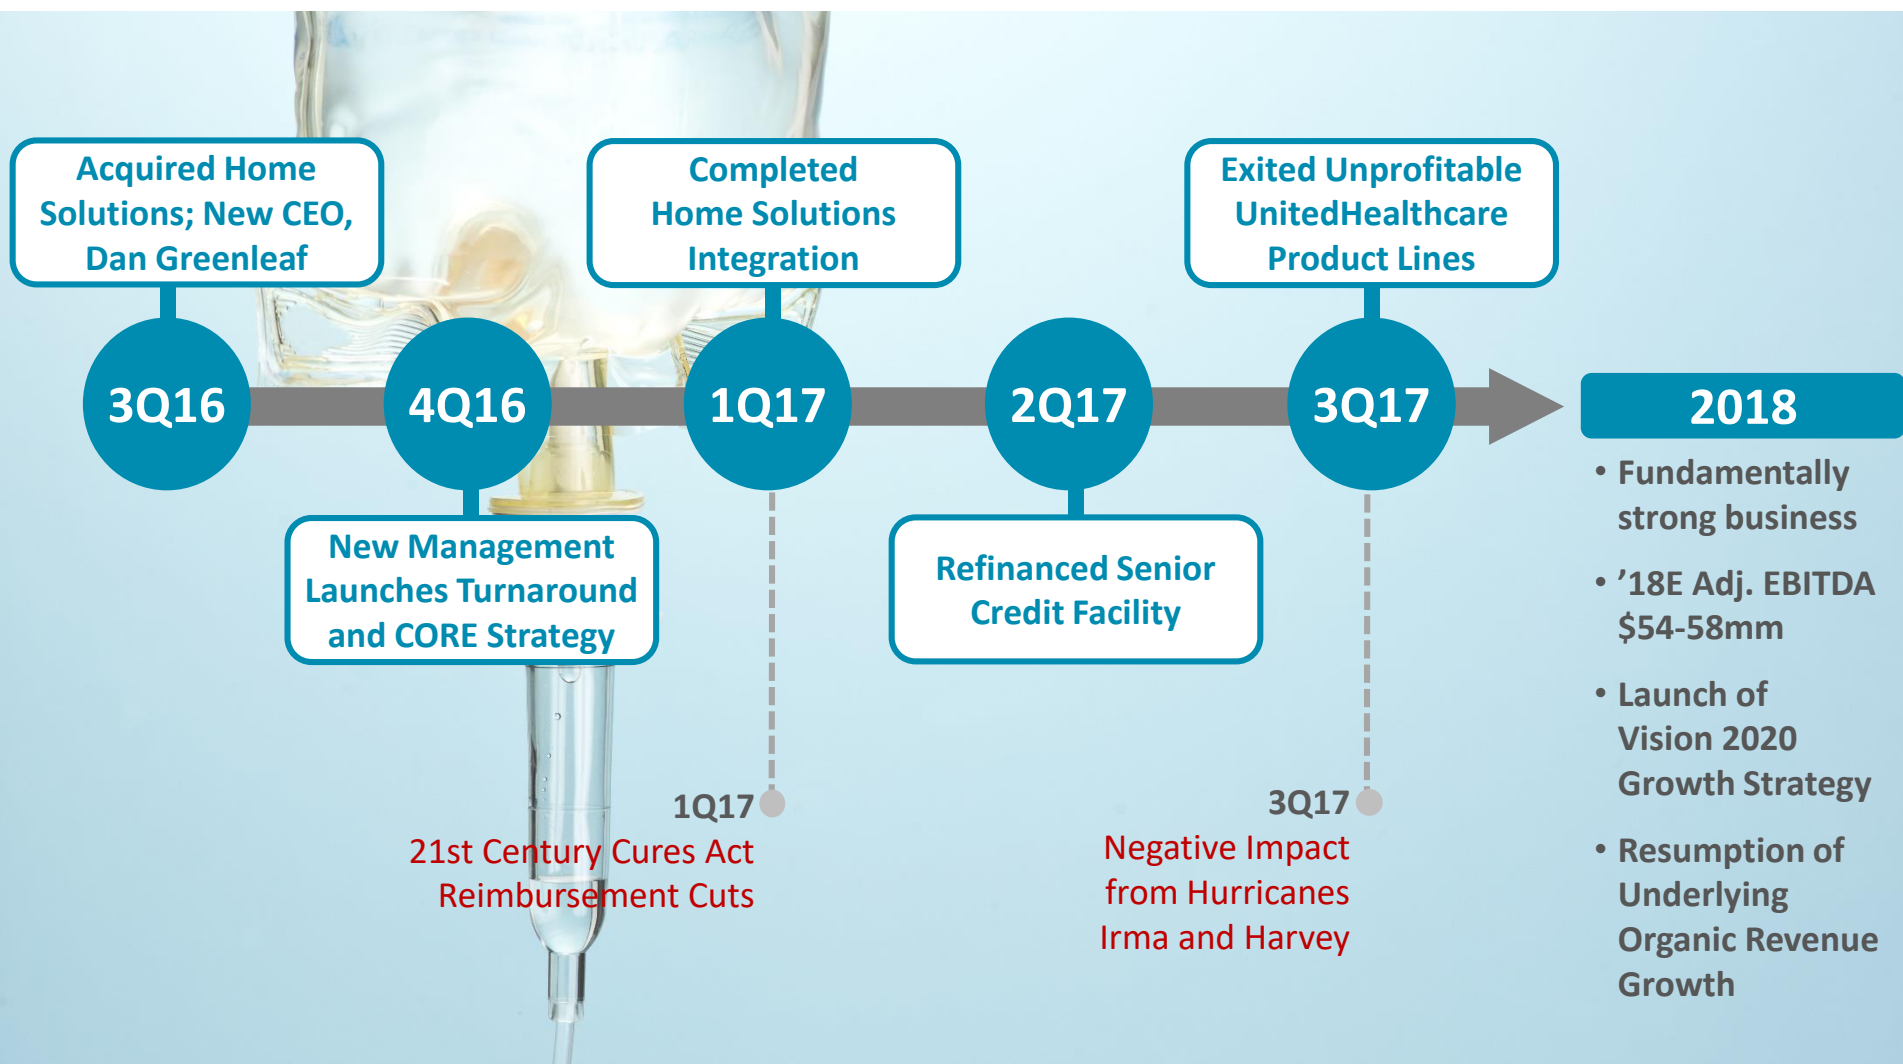 Acquired Home
Solutions; New CEO,
Dan Greenleaf
Completed
Home Solutions
Integration
Exited Unprofitable
UnitedHealthcare
Product Lines
3Q16
4Q16
1Q17
2Q17
3Q17
2018
New Management
Launches Turnaround
and CORE Strategy
Refinanced Senior
Credit Facility
1Q17
21st Century Cures Act
Reimbursement Cuts
3Q17
Negative Impact
from Hurricanes
Irma and Harvey
• Fundamentally
strong business
• ’18E Adj. EBITDA
$54-58mm
• Launch of
Vision 2020
Growth Strategy
• Resumption of
Underlying
Organic Revenue
Growth